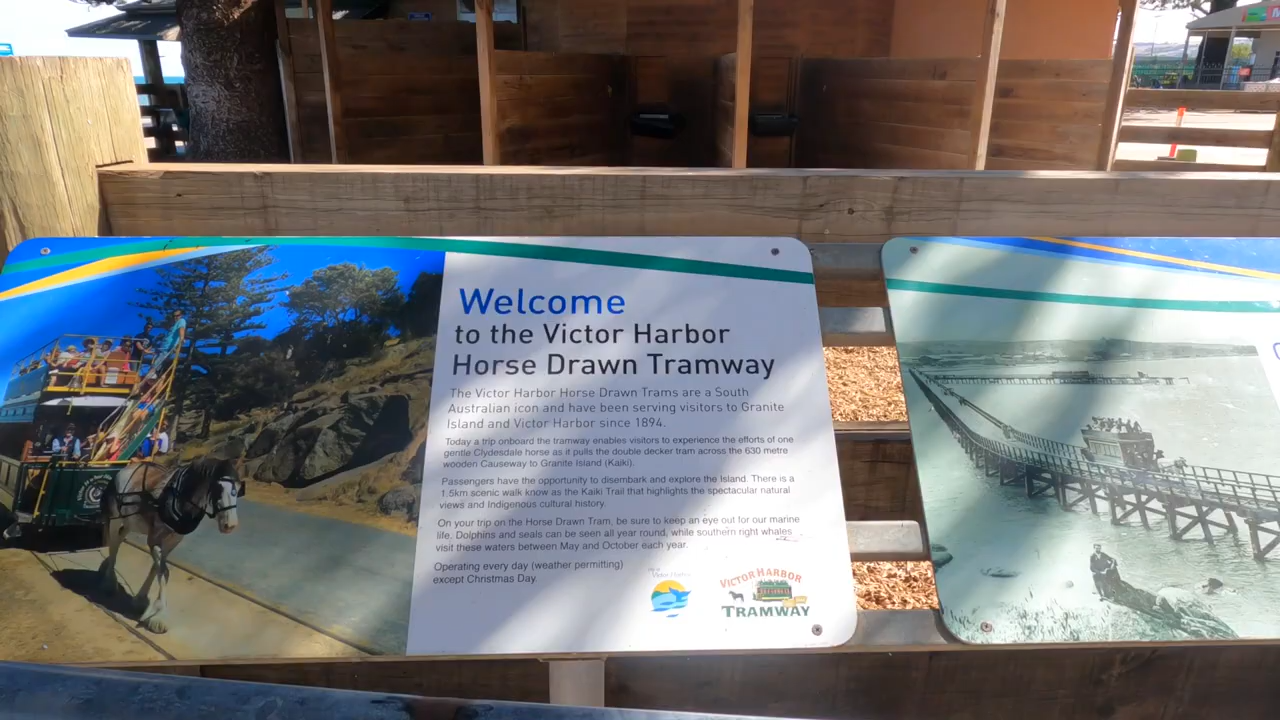 Welcome
to the Victor Harbor
Horse Drawn Tramway
The Victor Harbor Horse Drawn Trams are a South
Australian icon and have been serving visitors to Granite
Island and Victor Harbor since 1894.
Today a trip onboard the tramway enables visitors to experience the efforts of one
gentle Clydesdale horse as it pulls the double decker tram across the 630 metre
wooden Causeway to Granite Island (Kaiki).
Passengers have the opportunity to disembark and explore the Island. There is a
1.5km scenic walk know as the Kaiki Trail that highlights the spectacular natural
views and Indigenous cultural history.
On your trip on the Horse Drawn Tram, be sure to keep an eye out for our marine
life. Dolphins and seals can be seen all year round, while southern right whales
visit these waters between May and October each year.
Operating every day (weather permitting)
except Christmas Day.
Victor Harbor
VICTOR HARBOR
TRAMWAY